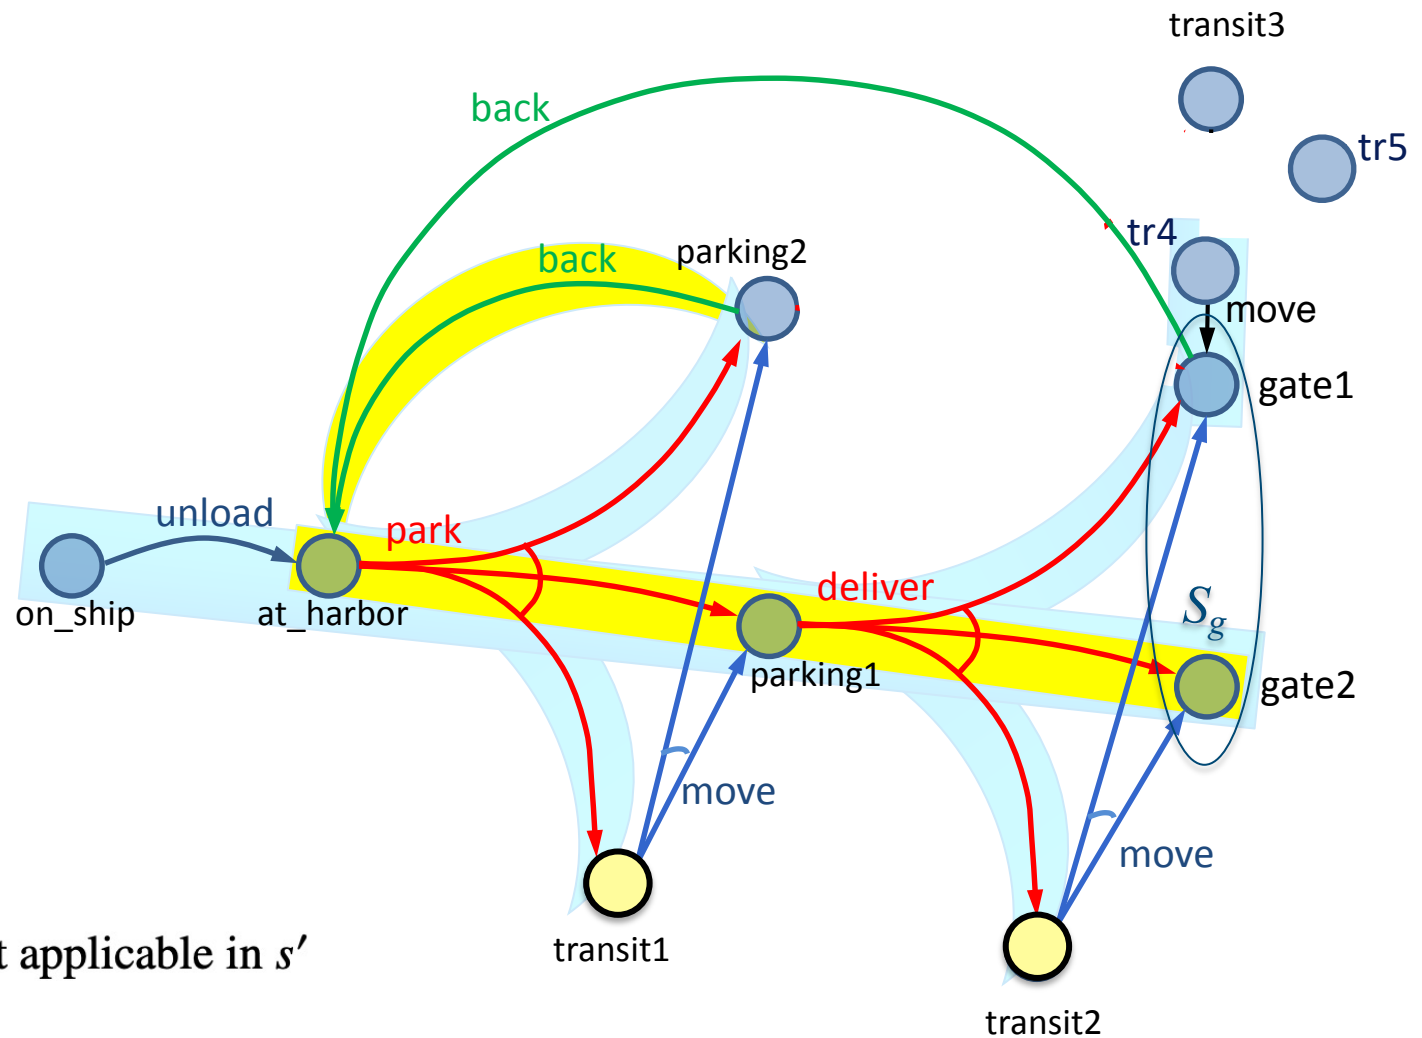 transit3
back
tr5
tr4
back
parking2
move
gate1
unload
park
deliver
on_ship
at_harbor
S_g
parking1
gate2
move
move
t applicable in s′
transit1
transit2